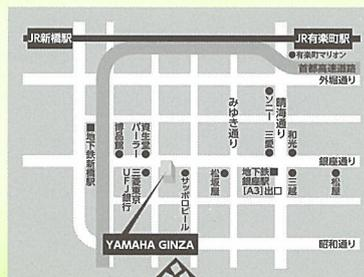 JR新橋駅
JR有楽町駅
有楽町マリオン
首都高速道路
外堀通り
ソニー
三愛
晴海通り
和光
みゆき通り
資生堂
パーラー
博品館
地下鉄新橋駅
銀座通り
三菱東京
UFJ銀行
サッポロビール
松坂屋
地下鉄
銀座駅
[A3]出口
三越
松屋
YAMAHA GINZA
昭和通り